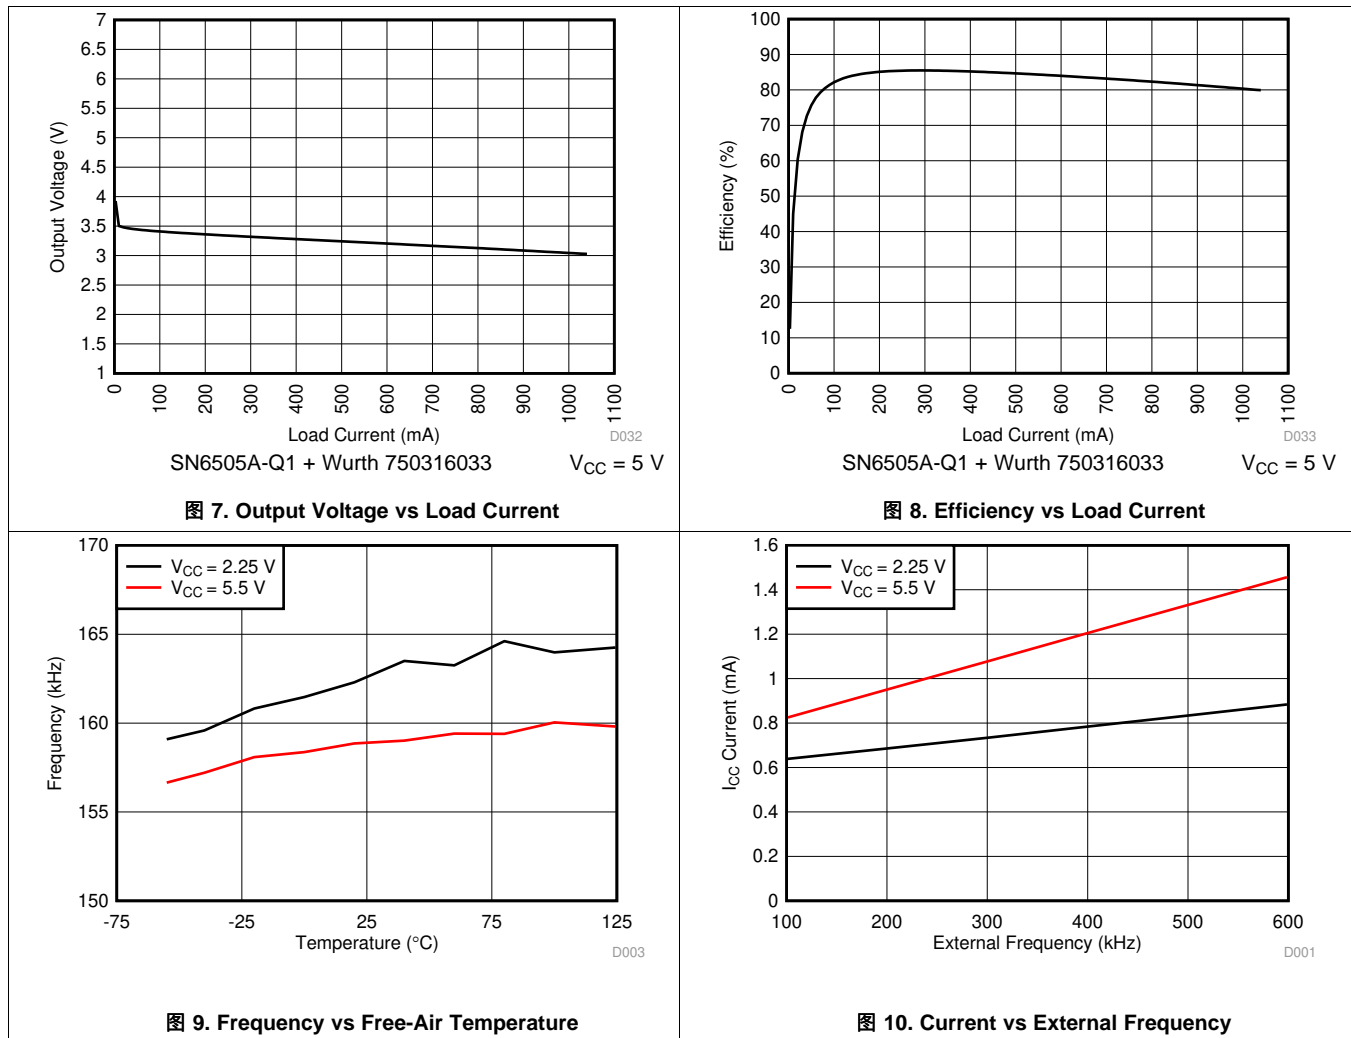 7
6.5
6
5.5
5
4.5
4
3.5
3
2.5
2
1.5
1
Output Voltage (V)
0 100 200 300 400 500 600 700 800 900 1000 1100
Load Current (mA)
D032
SN6505A-Q1 + Wurth 750316033 VCC = 5 V
图 7. Output Voltage vs Load Current
100
90
80
70
60
50
40
30
20
10
0
Efficiency (%)
0 100 200 300 400 500 600 700 800 900 1000 1100
Load Current (mA)
D033
SN6505A-Q1 + Wurth 750316033 VCC = 5 V
图 8. Efficiency vs Load Current
170
165
160
155
150
Frequency (kHz)
VCC = 2.25 V
VCC = 5.5 V
-75 -25 25 75 125
Temperature (°C)
D003
图 9. Frequency vs Free-Air Temperature
1.6
1.4
1.2
1
0.8
0.6
0.4
0.2
0
ICC Current (mA)
VCC = 2.25 V
VCC = 5.5 V
100 200 300 400 500 600
External Frequency (kHz)
D001
图 10. Current vs External Frequency